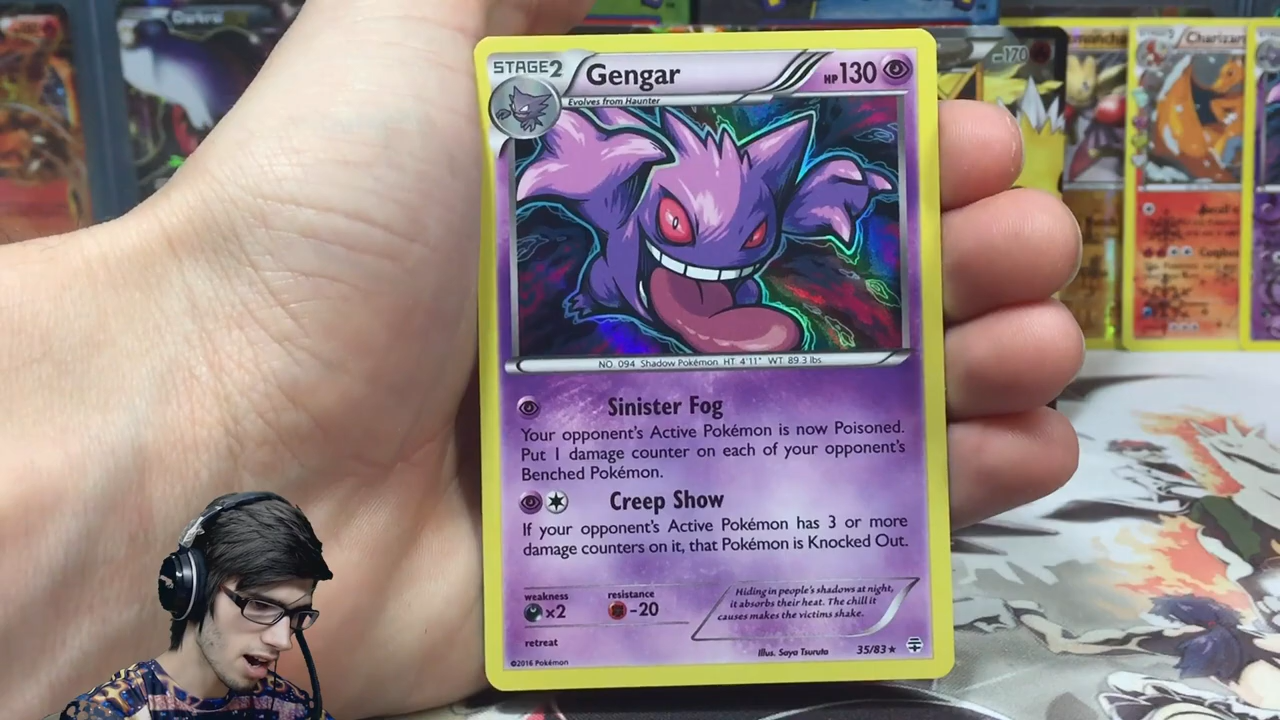 STAGE2 Gengar HP130
Evolves from Haunter
NO. 094 Shadow Pokémon HT: 4'11" WT: 89.3 lbs
Sinister Fog
Your opponent's Active Pokémon is now Poisoned.
Put 1 damage counter on each of your opponent's
Benched Pokémon.
Creep Show
If your opponent's Active Pokémon has 3 or more
damage counters on it, that Pokémon is Knocked Out.
weakness
×2
resistance
-20
retreat
Hiding in people's shadows at night,
it absorbs their heat. The chill it
causes makes the victims shake.
©2016 Pokémon
Illus. Saya Tsuruta
35/83★
170
Charizar